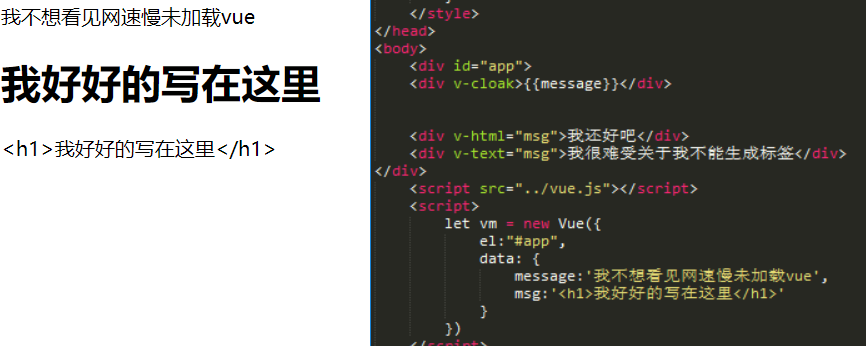 我不想看见网速慢未加载vue
我好好的写在这里
<h1>我好好的写在这里</h1>
</style>
</head>
<body>
<div id="app">
<div v-cloak>{{message}}</div>
<div v-html="msg">我还好吧</div>
<div v-text="msg">我很难受关于我不能生成标签</div>
</div>
<script src="../vue.js"></script>
<script>
let vm = new Vue({
el:"#app",
data: {
message:'我不想看见网速慢未加载vue',
msg:'<h1>我好好的写在这里</h1>'
}
})
</script>